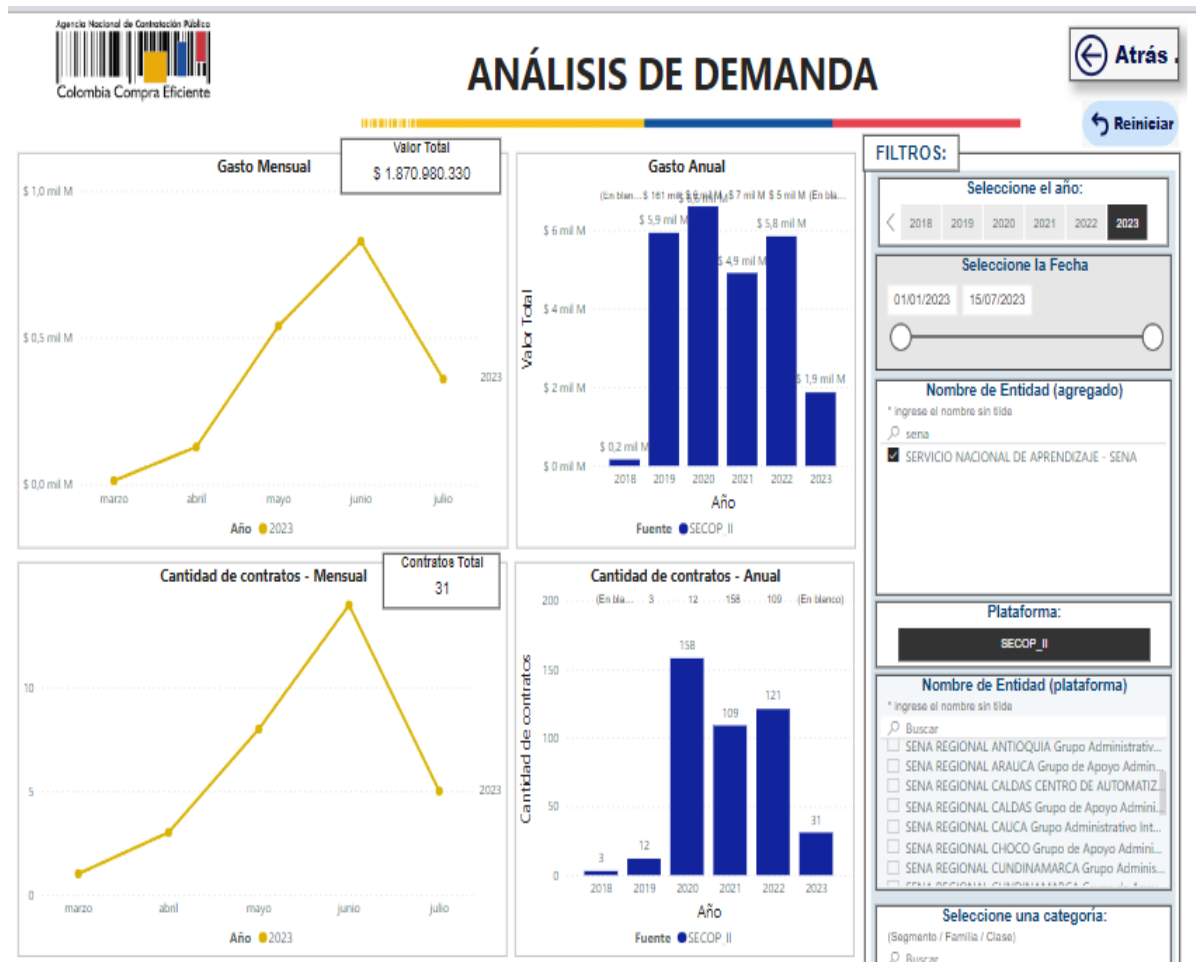 Agencia Nacional de Contratación Pública
Colombia Compra Eficiente
ANÁLISIS DE DEMANDA
Atrás
Reiniciar
Gasto Mensual
Valor Total
$ 1.870.980.330
$ 1,0 mil M
$ 0,5 mil M
$ 0,0 mil M
marzo abril mayo junio julio
2023
Año 2023
Gasto Anual
(En blan... $ 161 mil $ 7 mil M $ 5 mil M (En bla...
Valor Total
$ 6 mil M
$ 4 mil M
$ 2 mil M
$ 0 mil M
$ 0,2 mil M
$ 5,9 mil M
$ 4,9 mil M
$ 5,8 mil M
$ 1,9 mil M
2018 2019 2020 2021 2022 2023
Año
Fuente SECOP_II
Cantidad de contratos - Mensual
Contratos Total
31
10
5
0
marzo abril mayo junio julio
2023
Año 2023
Cantidad de contratos - Anual
(En bla... 3 12 158 109 (En blanco)
Cantidad de contratos
200
150
100
50
0
3
12
158
109
121
31
2018 2019 2020 2021 2022 2023
Año
Fuente SECOP_II
FILTROS:
Seleccione el año:
2018 2019 2020 2021 2022 2023
Seleccione la Fecha
01/01/2023 15/07/2023
Nombre de Entidad (agregado)
* Ingrese el nombre sin tilde
sena
SERVICIO NACIONAL DE APRENDIZAJE - SENA
Plataforma:
SECOP_II
Nombre de Entidad (plataforma)
* Ingrese el nombre sin tilde
Buscar
SENA REGIONAL ANTIOQUIA Grupo Administrativ...
SENA REGIONAL ARAUCA Grupo de Apoyo Admin...
SENA REGIONAL CALDAS CENTRO DE AUTOMATIZ...
SENA REGIONAL CALDAS Grupo de Apoyo Admini...
SENA REGIONAL CAUCA Grupo Administrativo Int...
SENA REGIONAL CHOCO Grupo de Apoyo Admini...
SENA REGIONAL CUNDINAMARCA Grupo Adminis...
Seleccione una categoría:
(Segmento / Familia / Clase)
Buscar